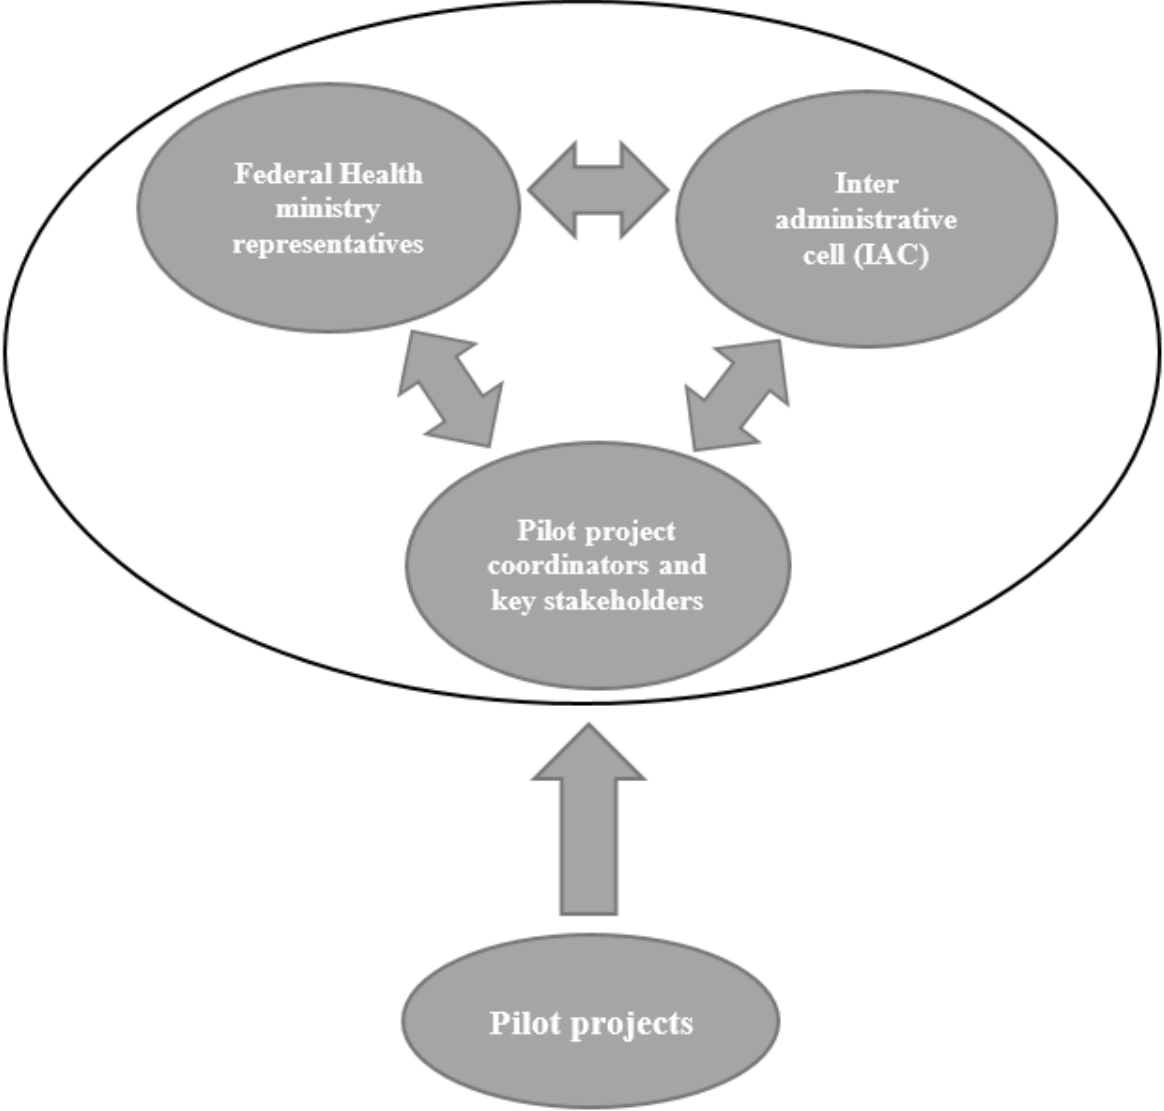 Federal Health
ministry
representatives
Inter
administrative
cell (IAC)
Pilot project
coordinators and
key stakeholders
Pilot projects